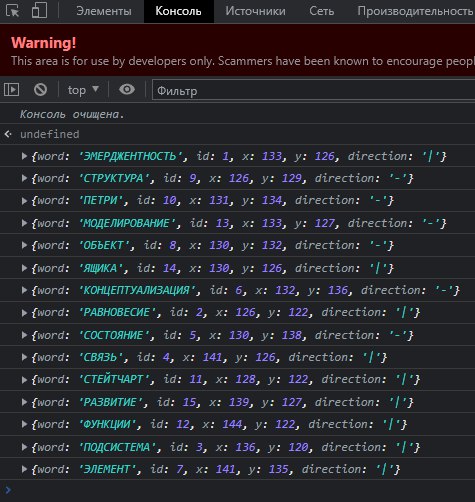 Элементы Консоль Источники Сеть Производительность
Warning!
This area is for use by developers only. Scammers have been known to encourage peopl
top ▼ Фильтр
Консоль очищена.
undefined
{word: 'ЭМЕРДЖЕНТНОСТЬ', id: 1, x: 133, y: 126, direction: '|'}
{word: 'СТРУКТУРА', id: 9, x: 126, y: 129, direction: '-'}
{word: 'ПЕТРИ', id: 10, x: 131, y: 134, direction: '-'}
{word: 'МОДЕЛИРОВАНИЕ', id: 13, x: 133, y: 127, direction: '-'}
{word: 'ОБЪЕКТ', id: 8, x: 130, y: 132, direction: '-'}
{word: 'ЯЩИКА', id: 14, x: 130, y: 126, direction: '|'}
{word: 'КОНЦЕПТУАЛИЗАЦИЯ', id: 6, x: 132, y: 136, direction: '-'}
{word: 'РАВНОВЕСИЕ', id: 2, x: 126, y: 122, direction: '|'}
{word: 'СОСТОЯНИЕ', id: 5, x: 130, y: 138, direction: '-'}
{word: 'СВЯЗЬ', id: 4, x: 141, y: 126, direction: '|'}
{word: 'СТЕЙТЧАРТ', id: 11, x: 128, y: 122, direction: '|'}
{word: 'РАЗВИТИЕ', id: 15, x: 139, y: 127, direction: '|'}
{word: 'ФУНКЦИИ', id: 12, x: 144, y: 122, direction: '|'}
{word: 'ПОДСИСТЕМА', id: 3, x: 136, y: 120, direction: '|'}
{word: 'ЭЛЕМЕНТ', id: 7, x: 141, y: 135, direction: '|'}